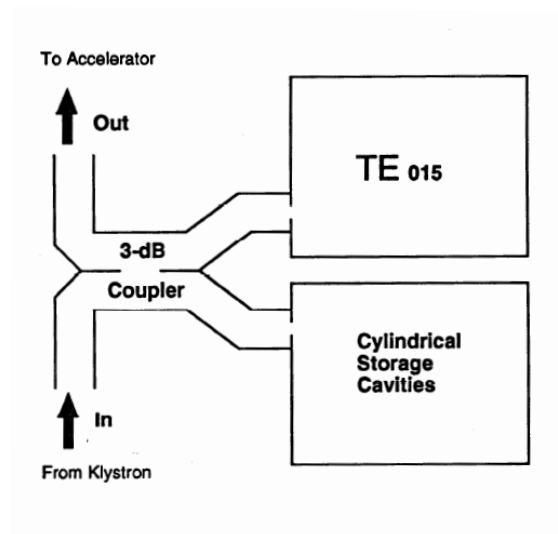 To Accelerator
Out
TE 015
3-dB
Coupler
Cylindrical
Storage
Cavities
In
From Klystron